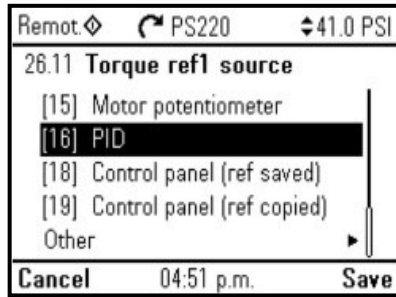 Remot. PS220 41.0 PSI
26.11 Torque ref1 source
[15] Motor potentiometer
[16] PID
[18] Control panel (ref saved)
[19] Control panel (ref copied)
Other
Cancel 04:51 p.m. Save